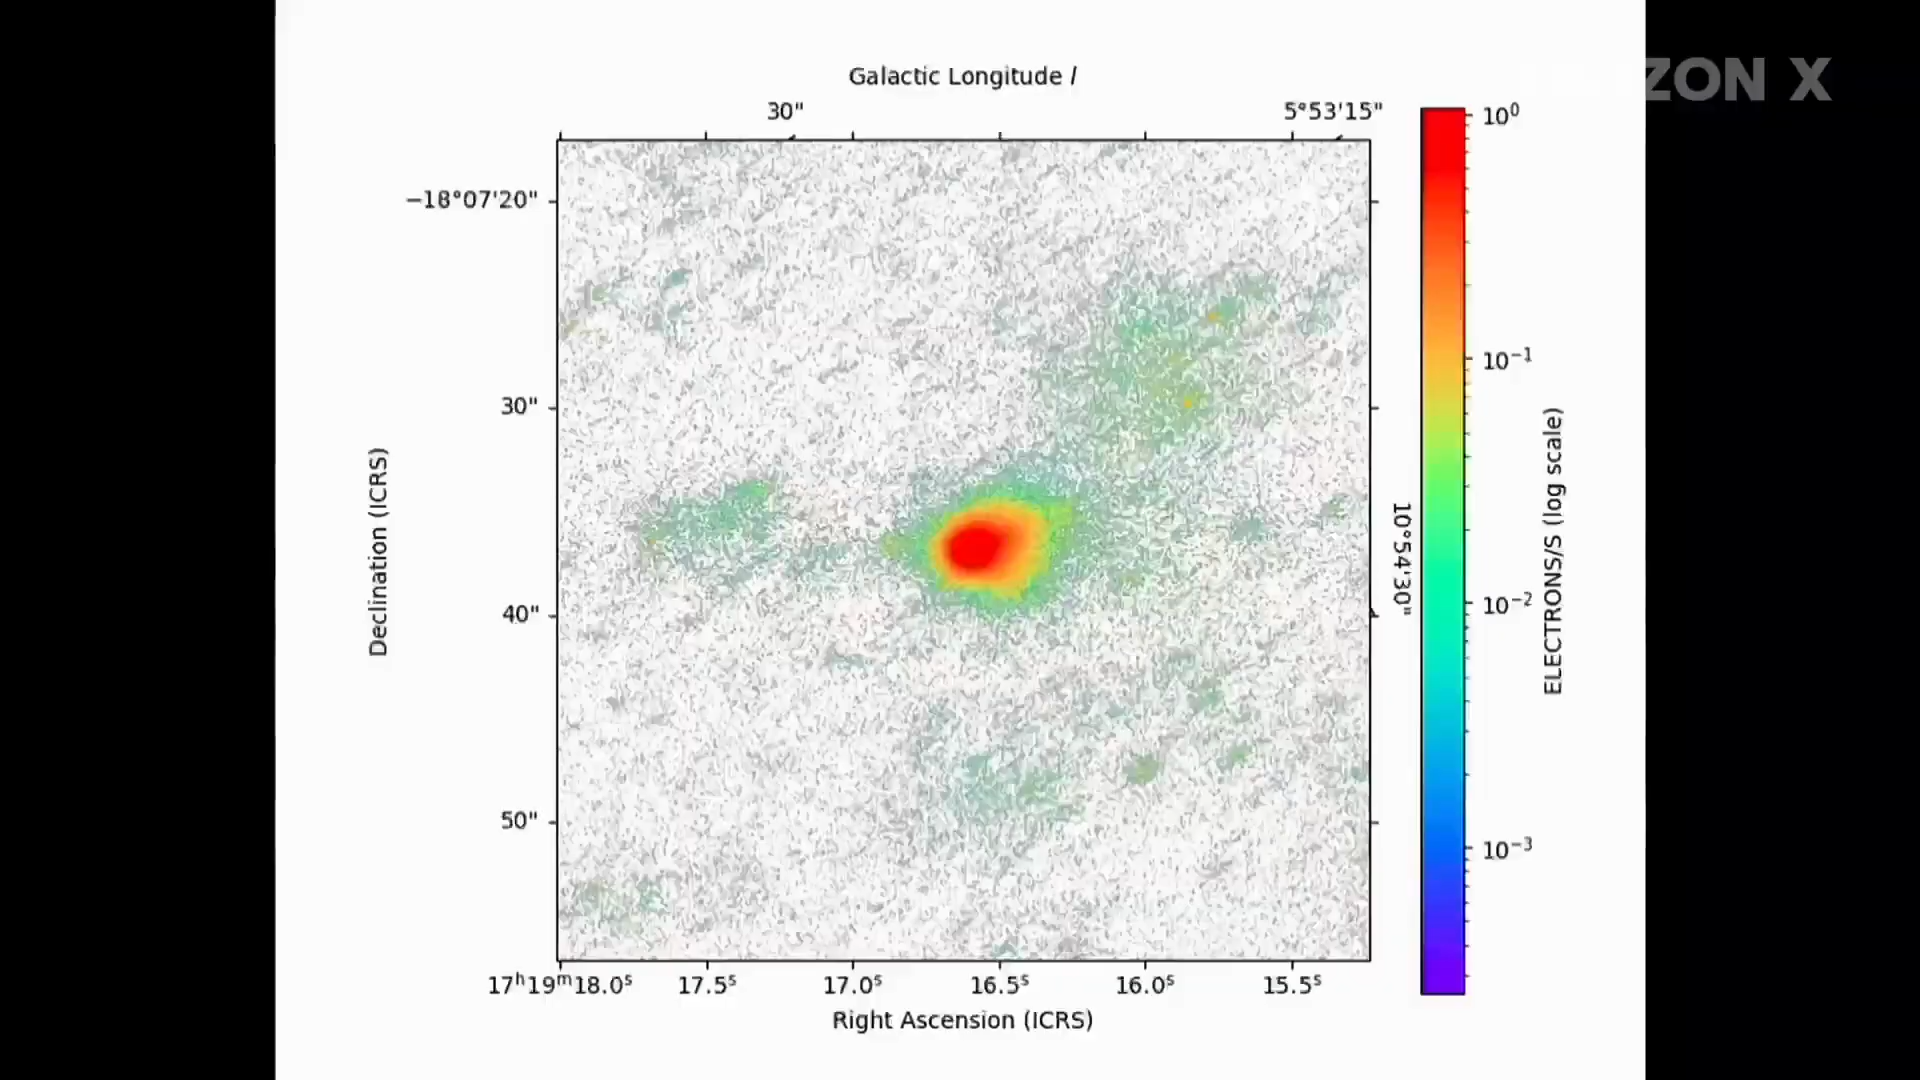 Galactic Longitude l
30"
5°53'15"
ZON X
10⁰
−18°07'20"
10⁻¹
30"
Declination (ICRS)
10°54'30"
ELECTRONS/S (log scale)
10⁻²
40"
50"
10⁻³
17ʰ19ᵐ18.0ˢ
17.5ˢ
17.0ˢ
16.5ˢ
16.0ˢ
15.5ˢ
Right Ascension (ICRS)